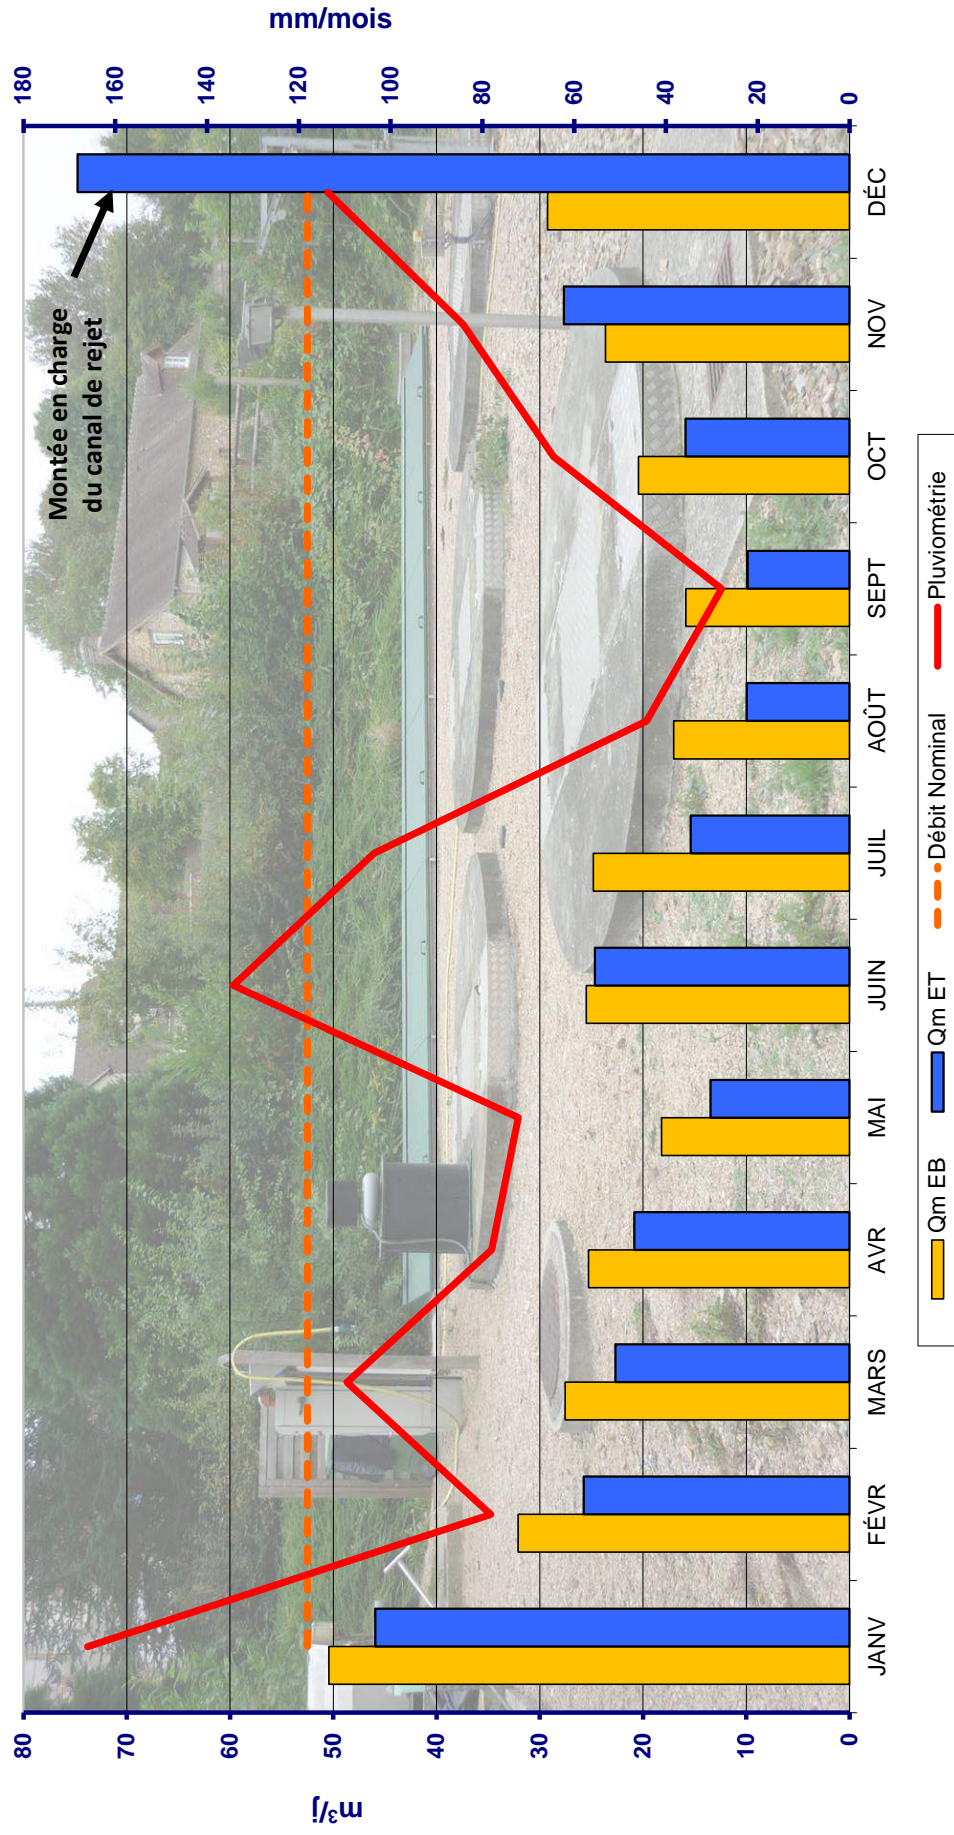 mm/mois
180
160
140
120
100
80
60
40
20
0
Montée en charge
du canal de rejet
80
70
60
50
40
30
20
10
0
m³/j
JANV
FÉVR
MARS
AVR
MAI
JUIN
JUIL
AOÛT
SEPT
OCT
NOV
DÉC
Qm EB
Qm ET
Débit Nominal
Pluviométrie